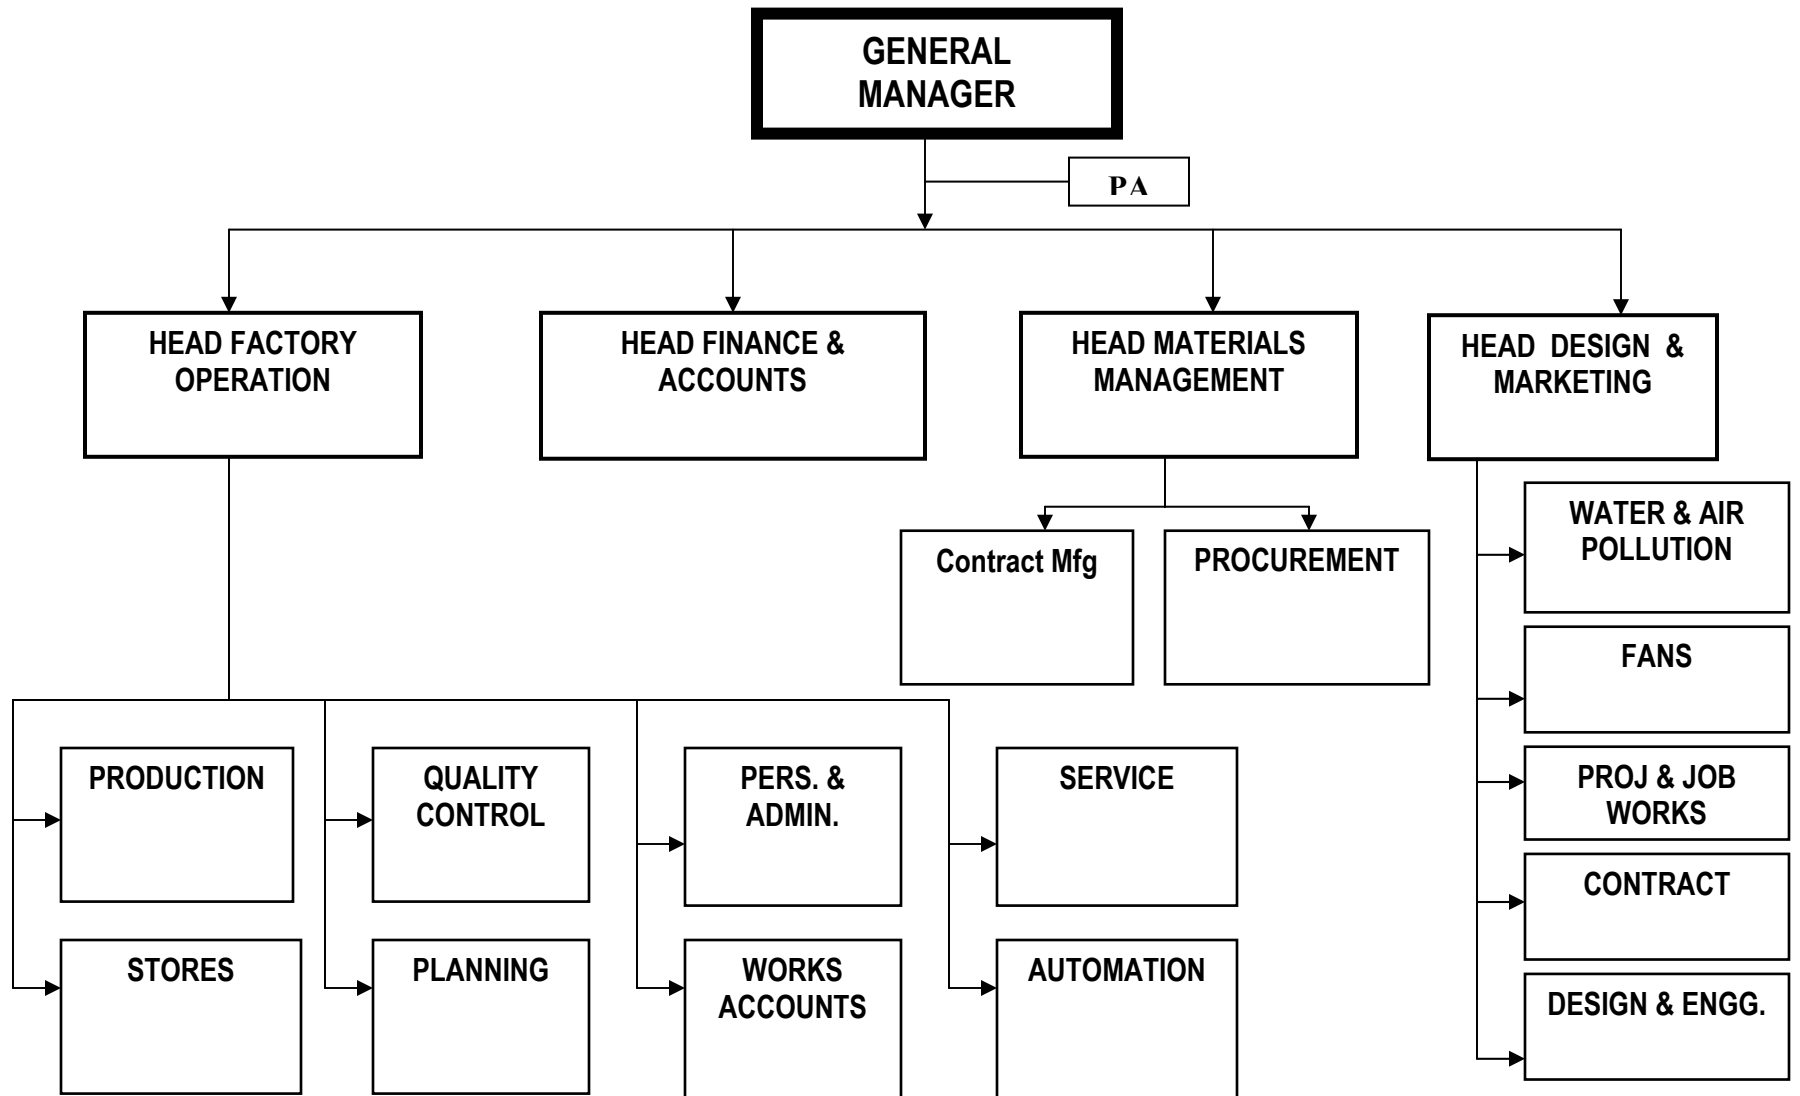 GENERAL
MANAGER
PA
HEAD FACTORY
OPERATION
HEAD FINANCE &
ACCOUNTS
HEAD MATERIALS
MANAGEMENT
HEAD DESIGN &
MARKETING
Contract Mfg
PROCUREMENT
WATER & AIR
POLLUTION
FANS
PROJ & JOB
WORKS
CONTRACT
DESIGN & ENGG.
PRODUCTION
QUALITY
CONTROL
PERS. &
ADMIN.
SERVICE
STORES
PLANNING
WORKS
ACCOUNTS
AUTOMATION